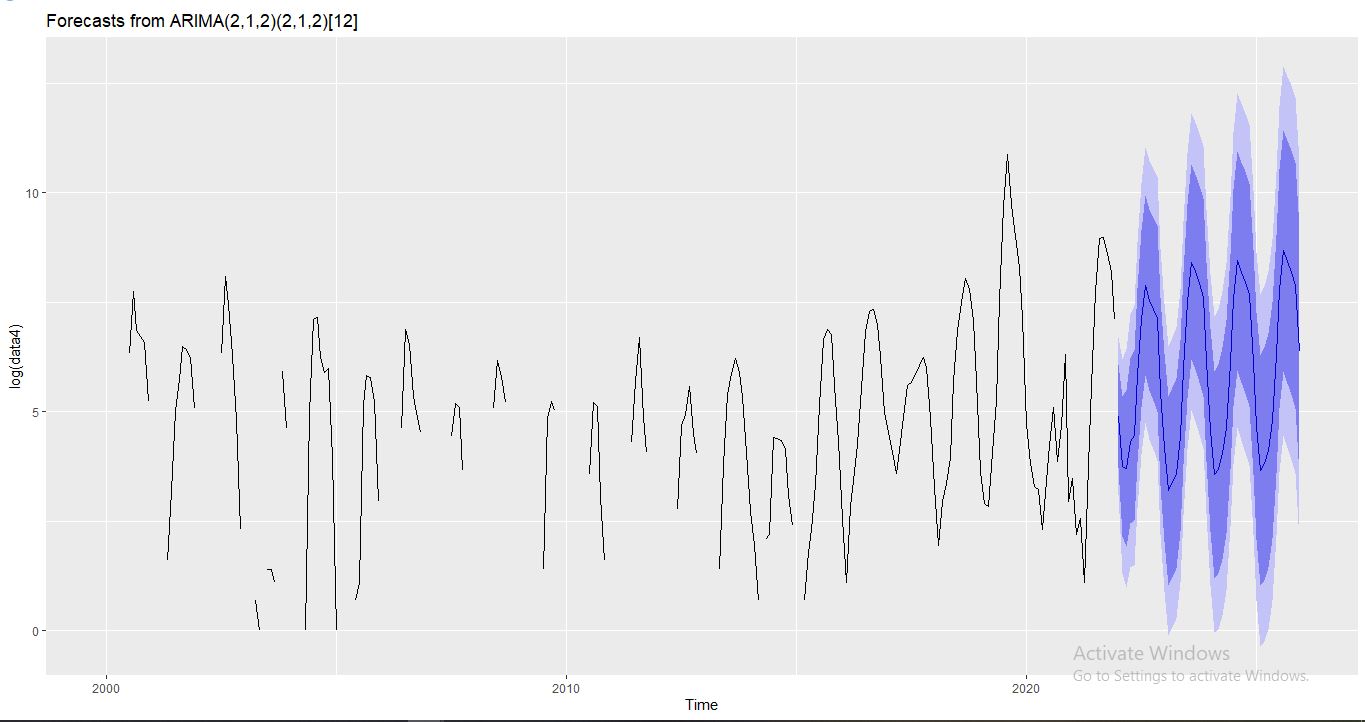 Forecasts from ARIMA(2,1,2)(2,1,2)[12]
10
5
0
log(data4)
2000
2010
2020
Time
Activate Windows
Go to Settings to activate Windows.